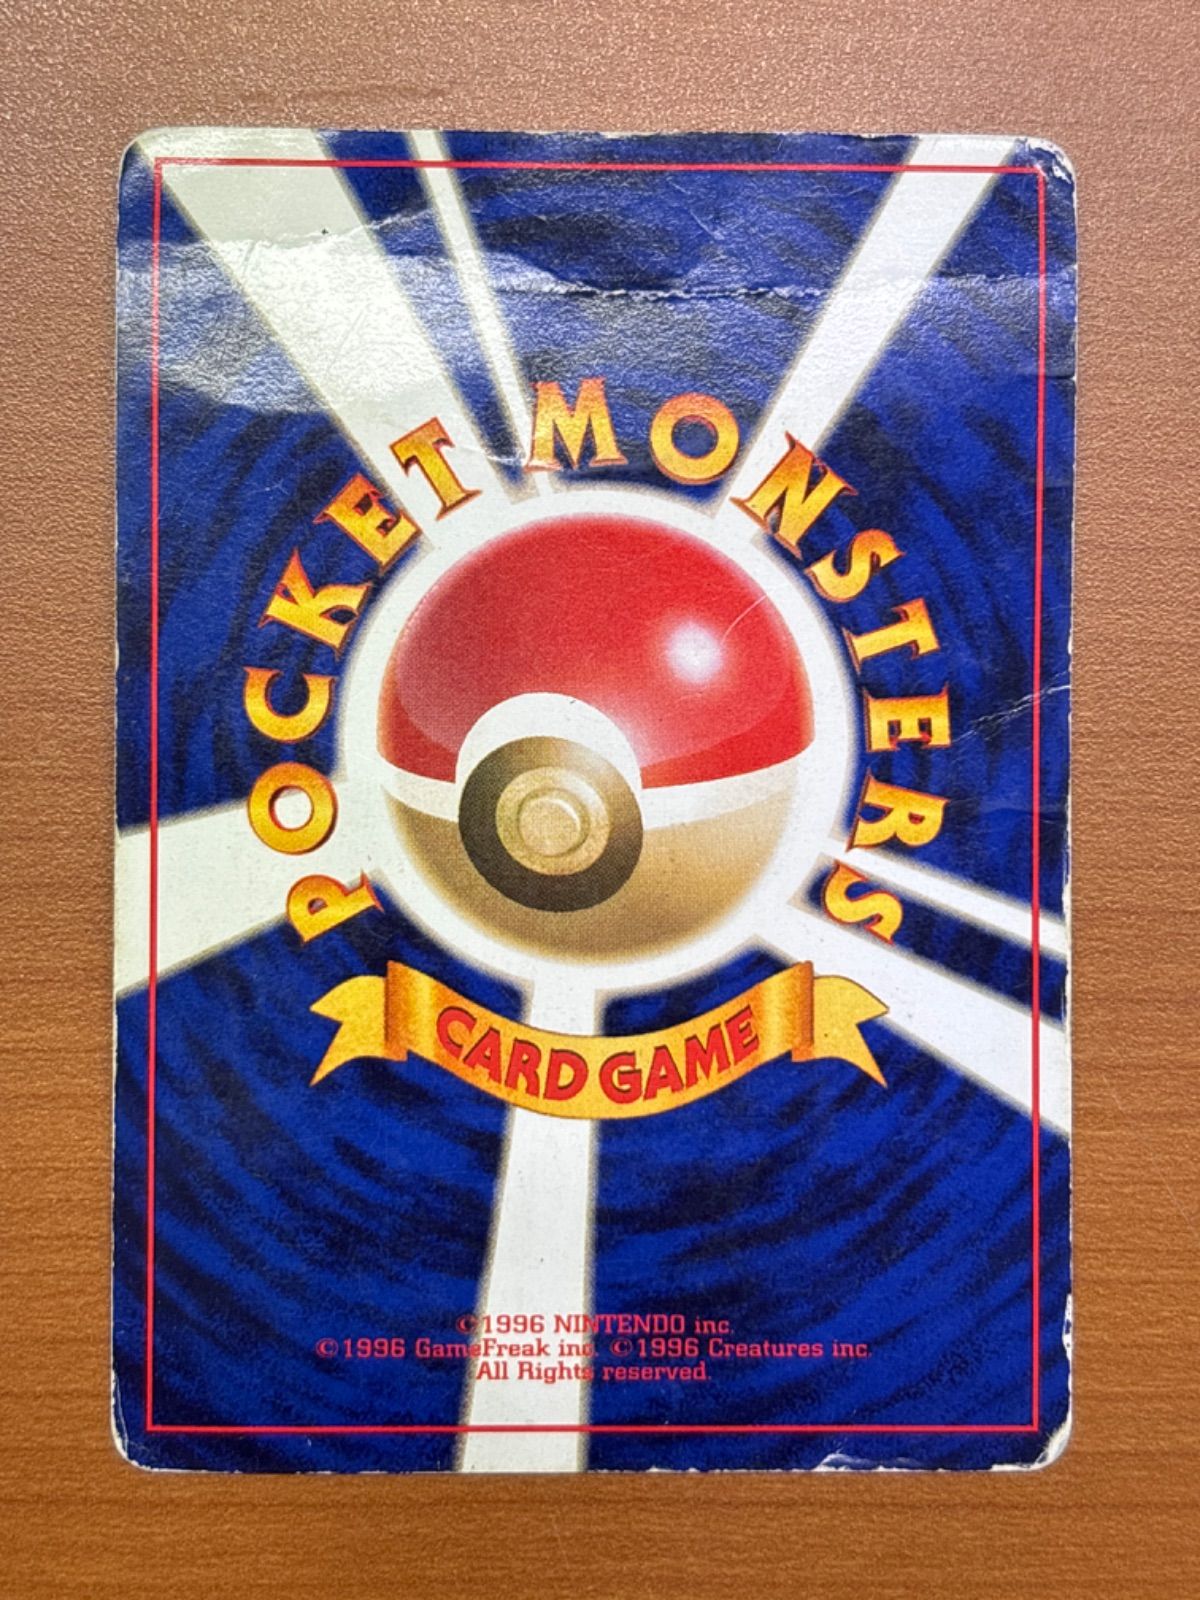 POCKET MONSTERS
CARD GAME
©1996 NINTENDO inc.
©1996 GameFreak inc. ©1996 Creatures inc.
All Rights reserved.